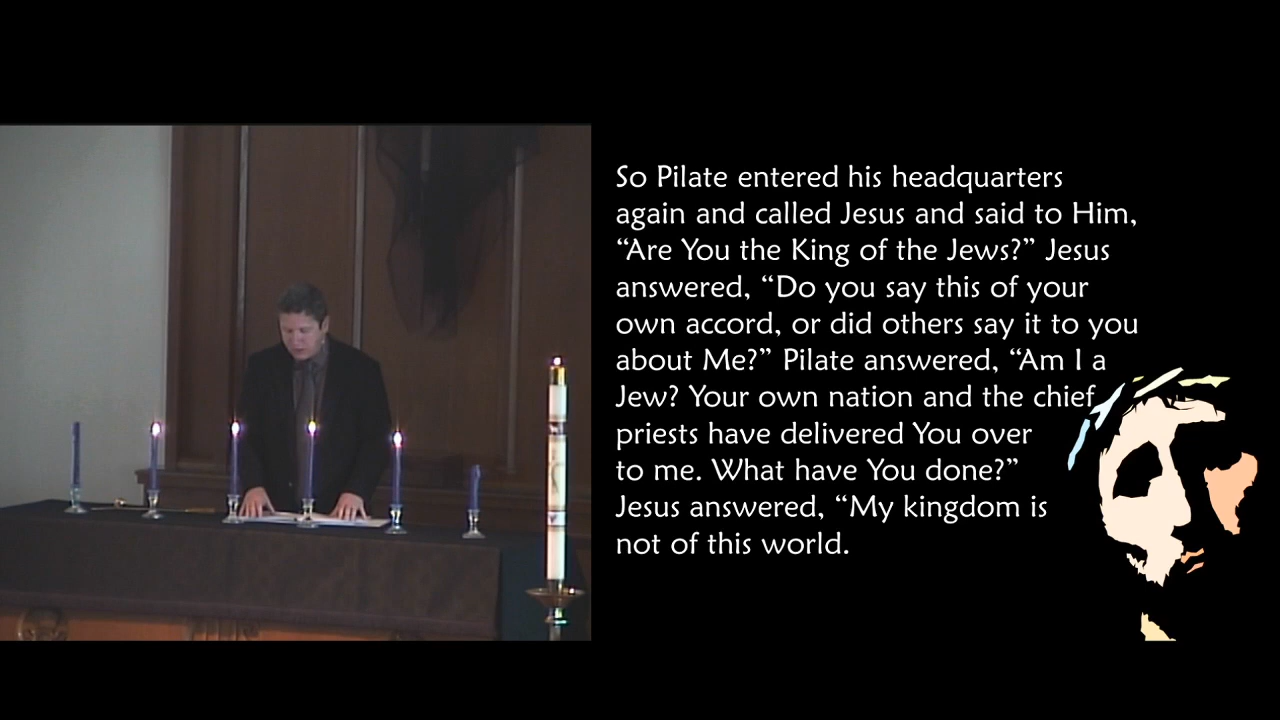 So Pilate entered his headquarters
again and called Jesus and said to Him,
“Are You the King of the Jews?” Jesus
answered, “Do you say this of your
own accord, or did others say it to you
about Me?” Pilate answered, “Am I a
Jew? Your own nation and the chief
priests have delivered You over
to me. What have You done?”
Jesus answered, “My kingdom is
not of this world.